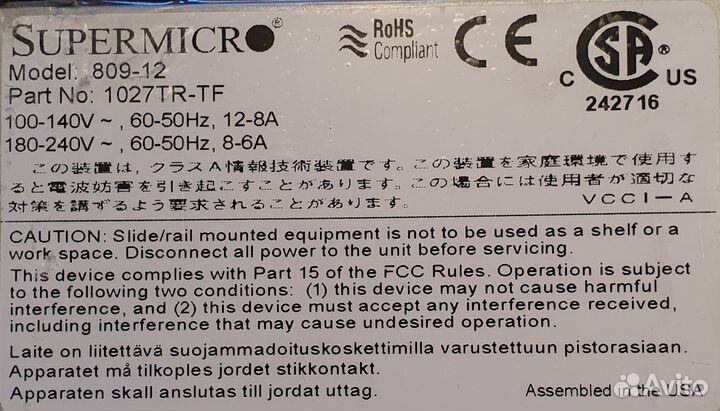 SUPERMICRO®
RoHS
Compliant
CE
C SA US
242716
Model: 809-12
Part No: 1027TR-TF
100-140V ~ , 60-50Hz, 12-8A
180-240V ~ , 60-50Hz, 8-6A
この装置は, クラスA情報技術装置です。この装置を家庭環境で使用す
ると電波妨害を引き起こすことがあります。この場合には使用者が適切な
対策を講ずるよう要求されることがあります。 VCCI-A
CAUTION: Slide/rail mounted equipment is not to be used as a shelf or a
work space. Disconnect all power to the unit before servicing.
This device complies with Part 15 of the FCC Rules. Operation is subject
to the following two conditions: (1) this device may not cause harmful
interference, and (2) this device must accept any interference received,
including interference that may cause undesired operation.
Laite on liitettävä suojammadoituskoskettimilla varustettuun pistorasiaan.
Apparatet må tilkoples jordet stikkontakt.
Apparaten skall anslutas till jordat uttag. Assembled in the USA
Avito